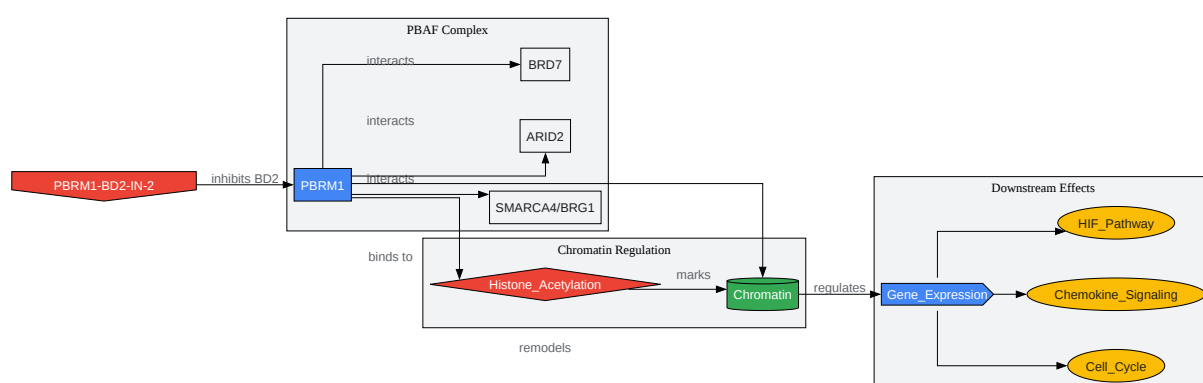 PBAF Complex
interacts
BRD7
interacts
ARID2
PBRM1-BD2-IN-2
inhibits BD2
PBRM1
interacts
SMARCA4/BRG1
Downstream Effects
HIF_Pathway
binds to
Chromatin Regulation
Histone_Acetylation
marks
Chromatin
regulates
Gene_Expression
Chemokine_Signaling
remodels
Cell_Cycle